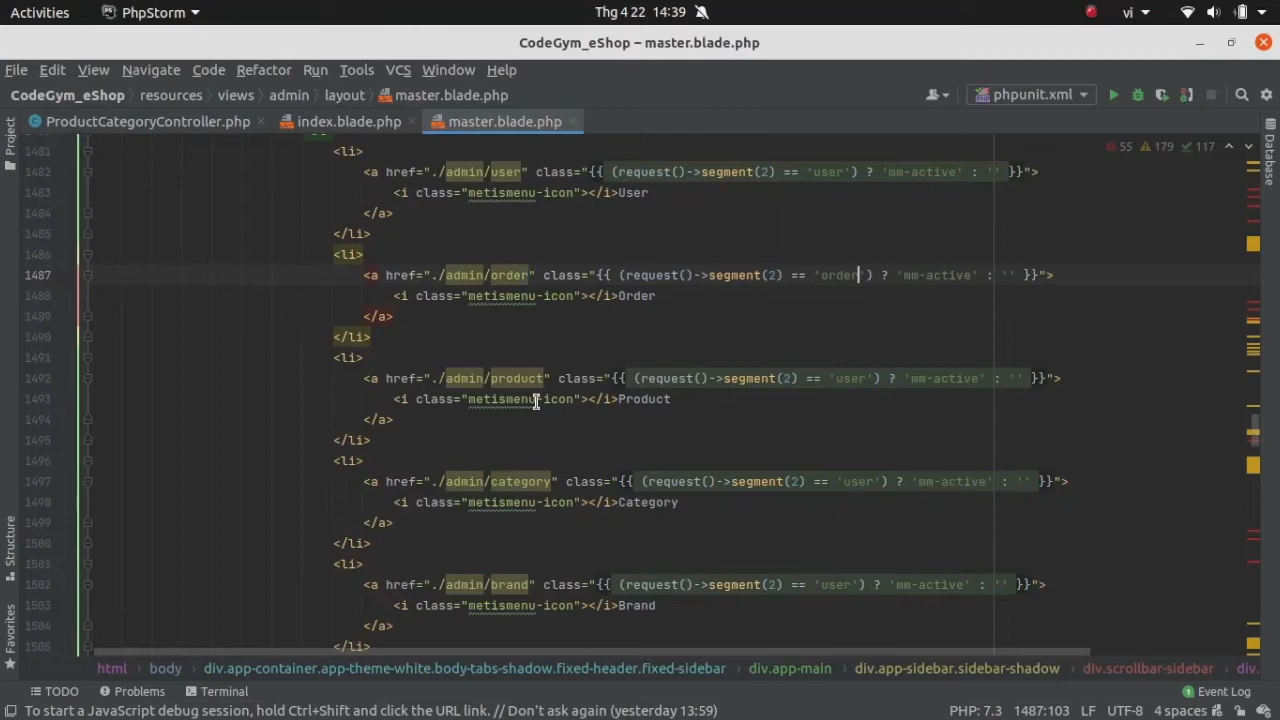 Activities PhpStorm Thg 4 22 14:39 vi
CodeGym_eShop – master.blade.php
File Edit View Navigate Code Refactor Run Tools VCS Window Help
CodeGym_eShop resources views admin layout master.blade.php phpunit.xml
Project ProductCategoryController.php index.blade.php master.blade.php Database
55 179 117
1481 <li>
1482 <a href="./admin/user" class="{{ (request()->segment(2) == 'user') ? 'mm-active' : '' }}">
1483 <i class="metismenu-icon"></i>User
1484 </a>
1485 </li>
1486 <li>
1487 <a href="./admin/order" class="{{ (request()->segment(2) == 'order') ? 'mm-active' : '' }}">
1488 <i class="metismenu-icon"></i>Order
1489 </a>
1490 </li>
1491 <li>
1492 <a href="./admin/product" class="{{ (request()->segment(2) == 'user') ? 'mm-active' : '' }}">
1493 <i class="metismenu-icon"></i>Product
1494 </a>
1495 </li>
1496 <li>
1497 <a href="./admin/category" class="{{ (request()->segment(2) == 'user') ? 'mm-active' : '' }}">
1498 <i class="metismenu-icon"></i>Category
1499 </a>
1500 </li>
1501 <li>
1502 <a href="./admin/brand" class="{{ (request()->segment(2) == 'user') ? 'mm-active' : '' }}">
1503 <i class="metismenu-icon"></i>Brand
1504 </a>
1505 </li>
Structure
Favorites
html body div.app-container.app-theme-white.body-tabs-shadow.fixed-header.fixed-sidebar div.app-main div.app-sidebar.sidebar-shadow div.scrollbar-sidebar div.
TODO Problems Terminal 1 Event Log
To start a JavaScript debug session, hold Ctrl+Shift and click the URL link. // Don't ask again (yesterday 13:59) PHP: 7.3 1487:103 LF UTF-8 4 spaces